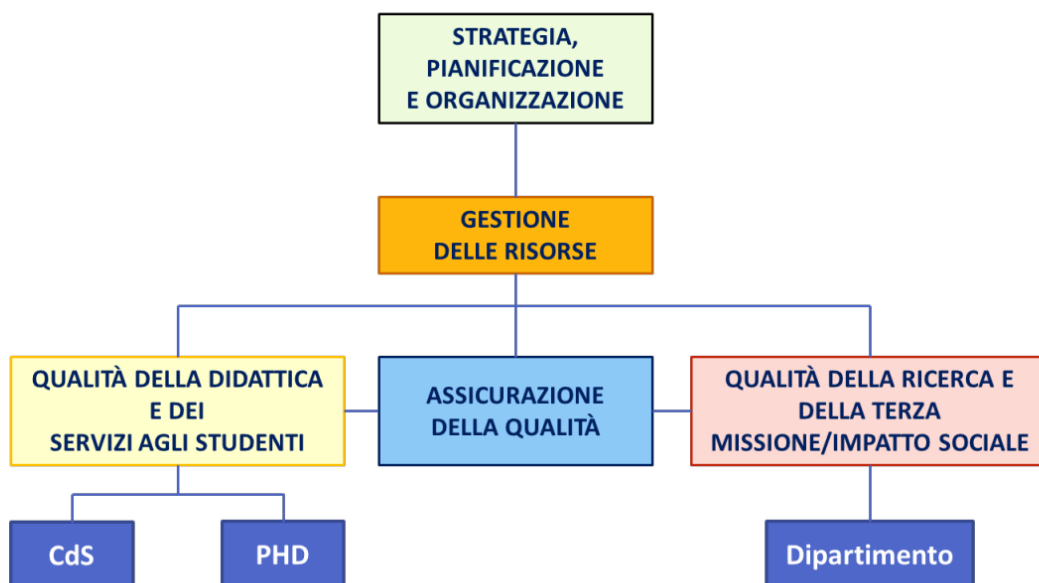 STRATEGIA,
PIANIFICAZIONE
E ORGANIZZAZIONE
GESTIONE
DELLE RISORSE
QUALITÀ DELLA DIDATTICA
E DEI
SERVIZI AGLI STUDENTI
ASSICURAZIONE
DELLA QUALITÀ
QUALITÀ DELLA RICERCA E
DELLA TERZA
MISSIONE/IMPATTO SOCIALE
CdS
PHD
Dipartimento